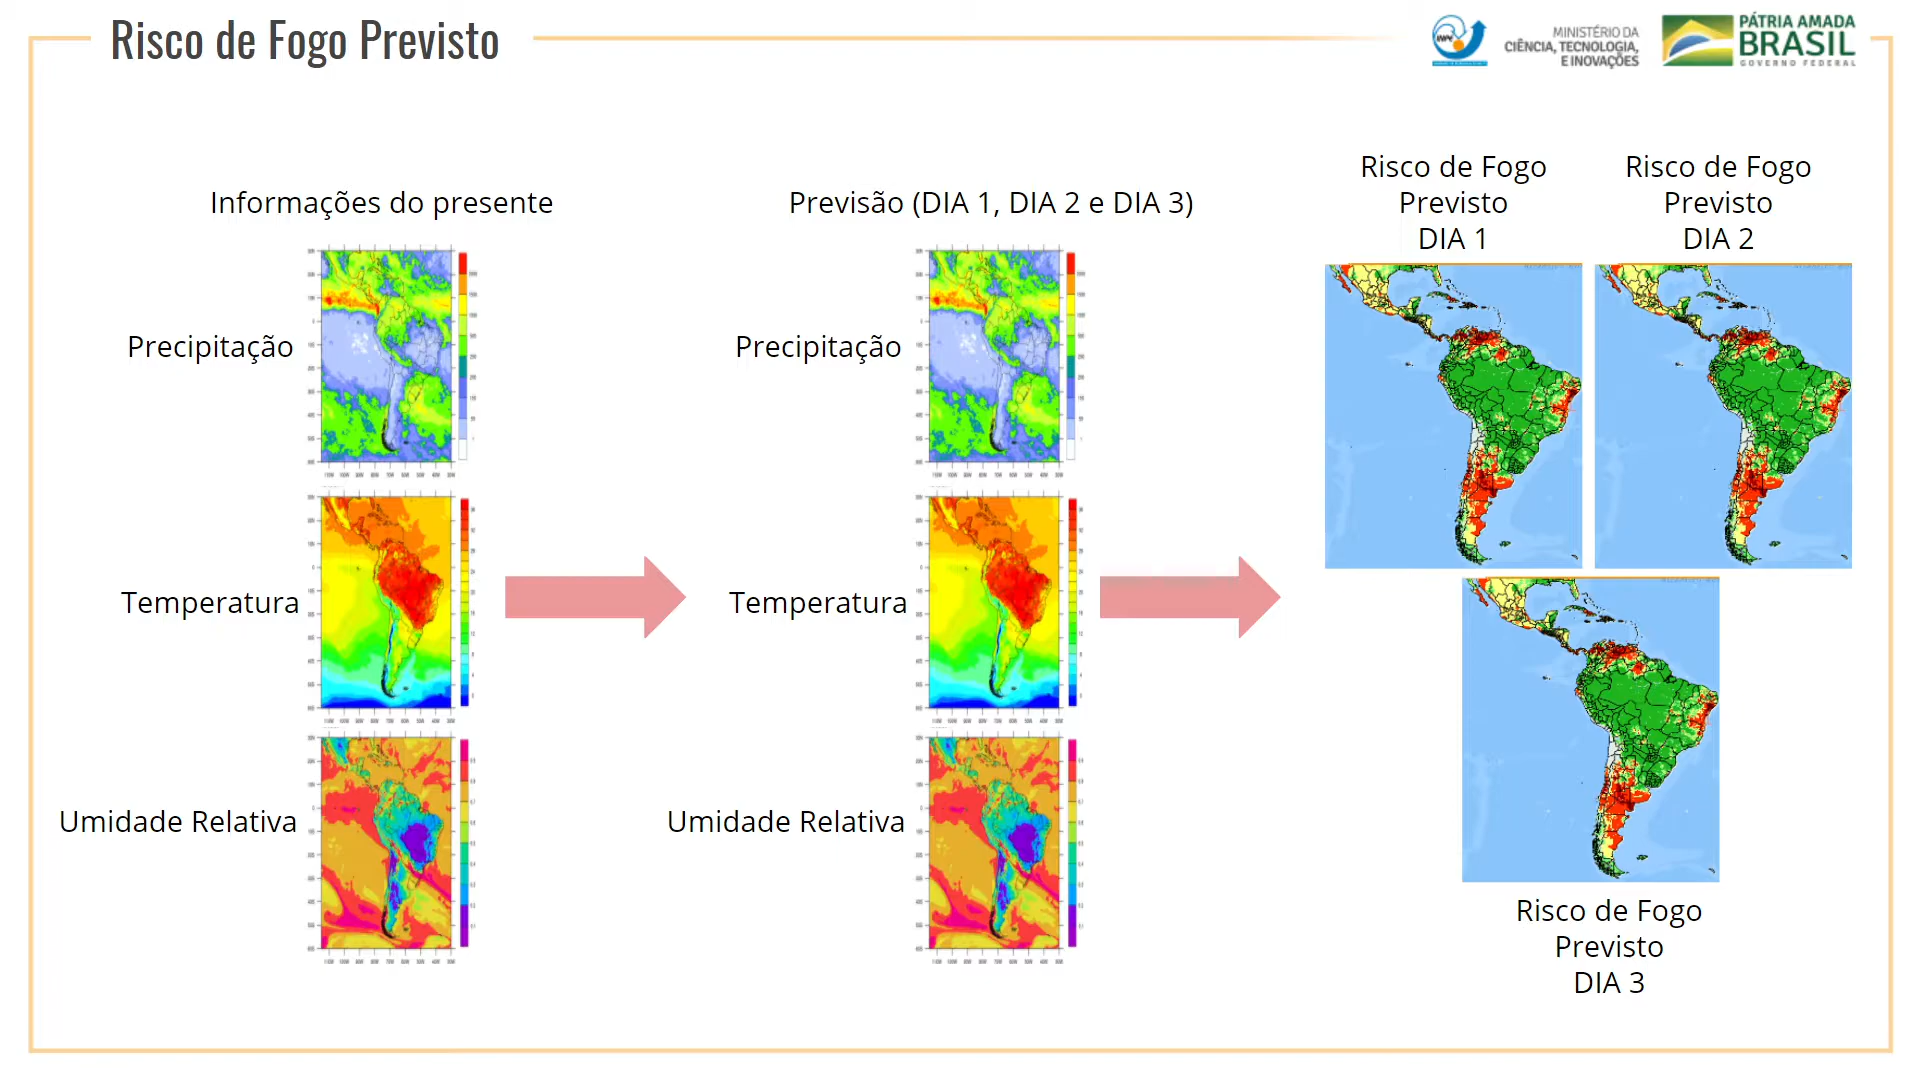 Risco de Fogo Previsto
MINISTÉRIO DA
CIÊNCIA, TECNOLOGIA,
E INOVAÇÕES
PÁTRIA AMADA
BRASIL
GOVERNO FEDERAL
Informações do presente
Precipitação
Temperatura
Umidade Relativa
Previsão (DIA 1, DIA 2 e DIA 3)
Precipitação
Temperatura
Umidade Relativa
Risco de Fogo
Previsto
DIA 1
Risco de Fogo
Previsto
DIA 2
Risco de Fogo
Previsto
DIA 3